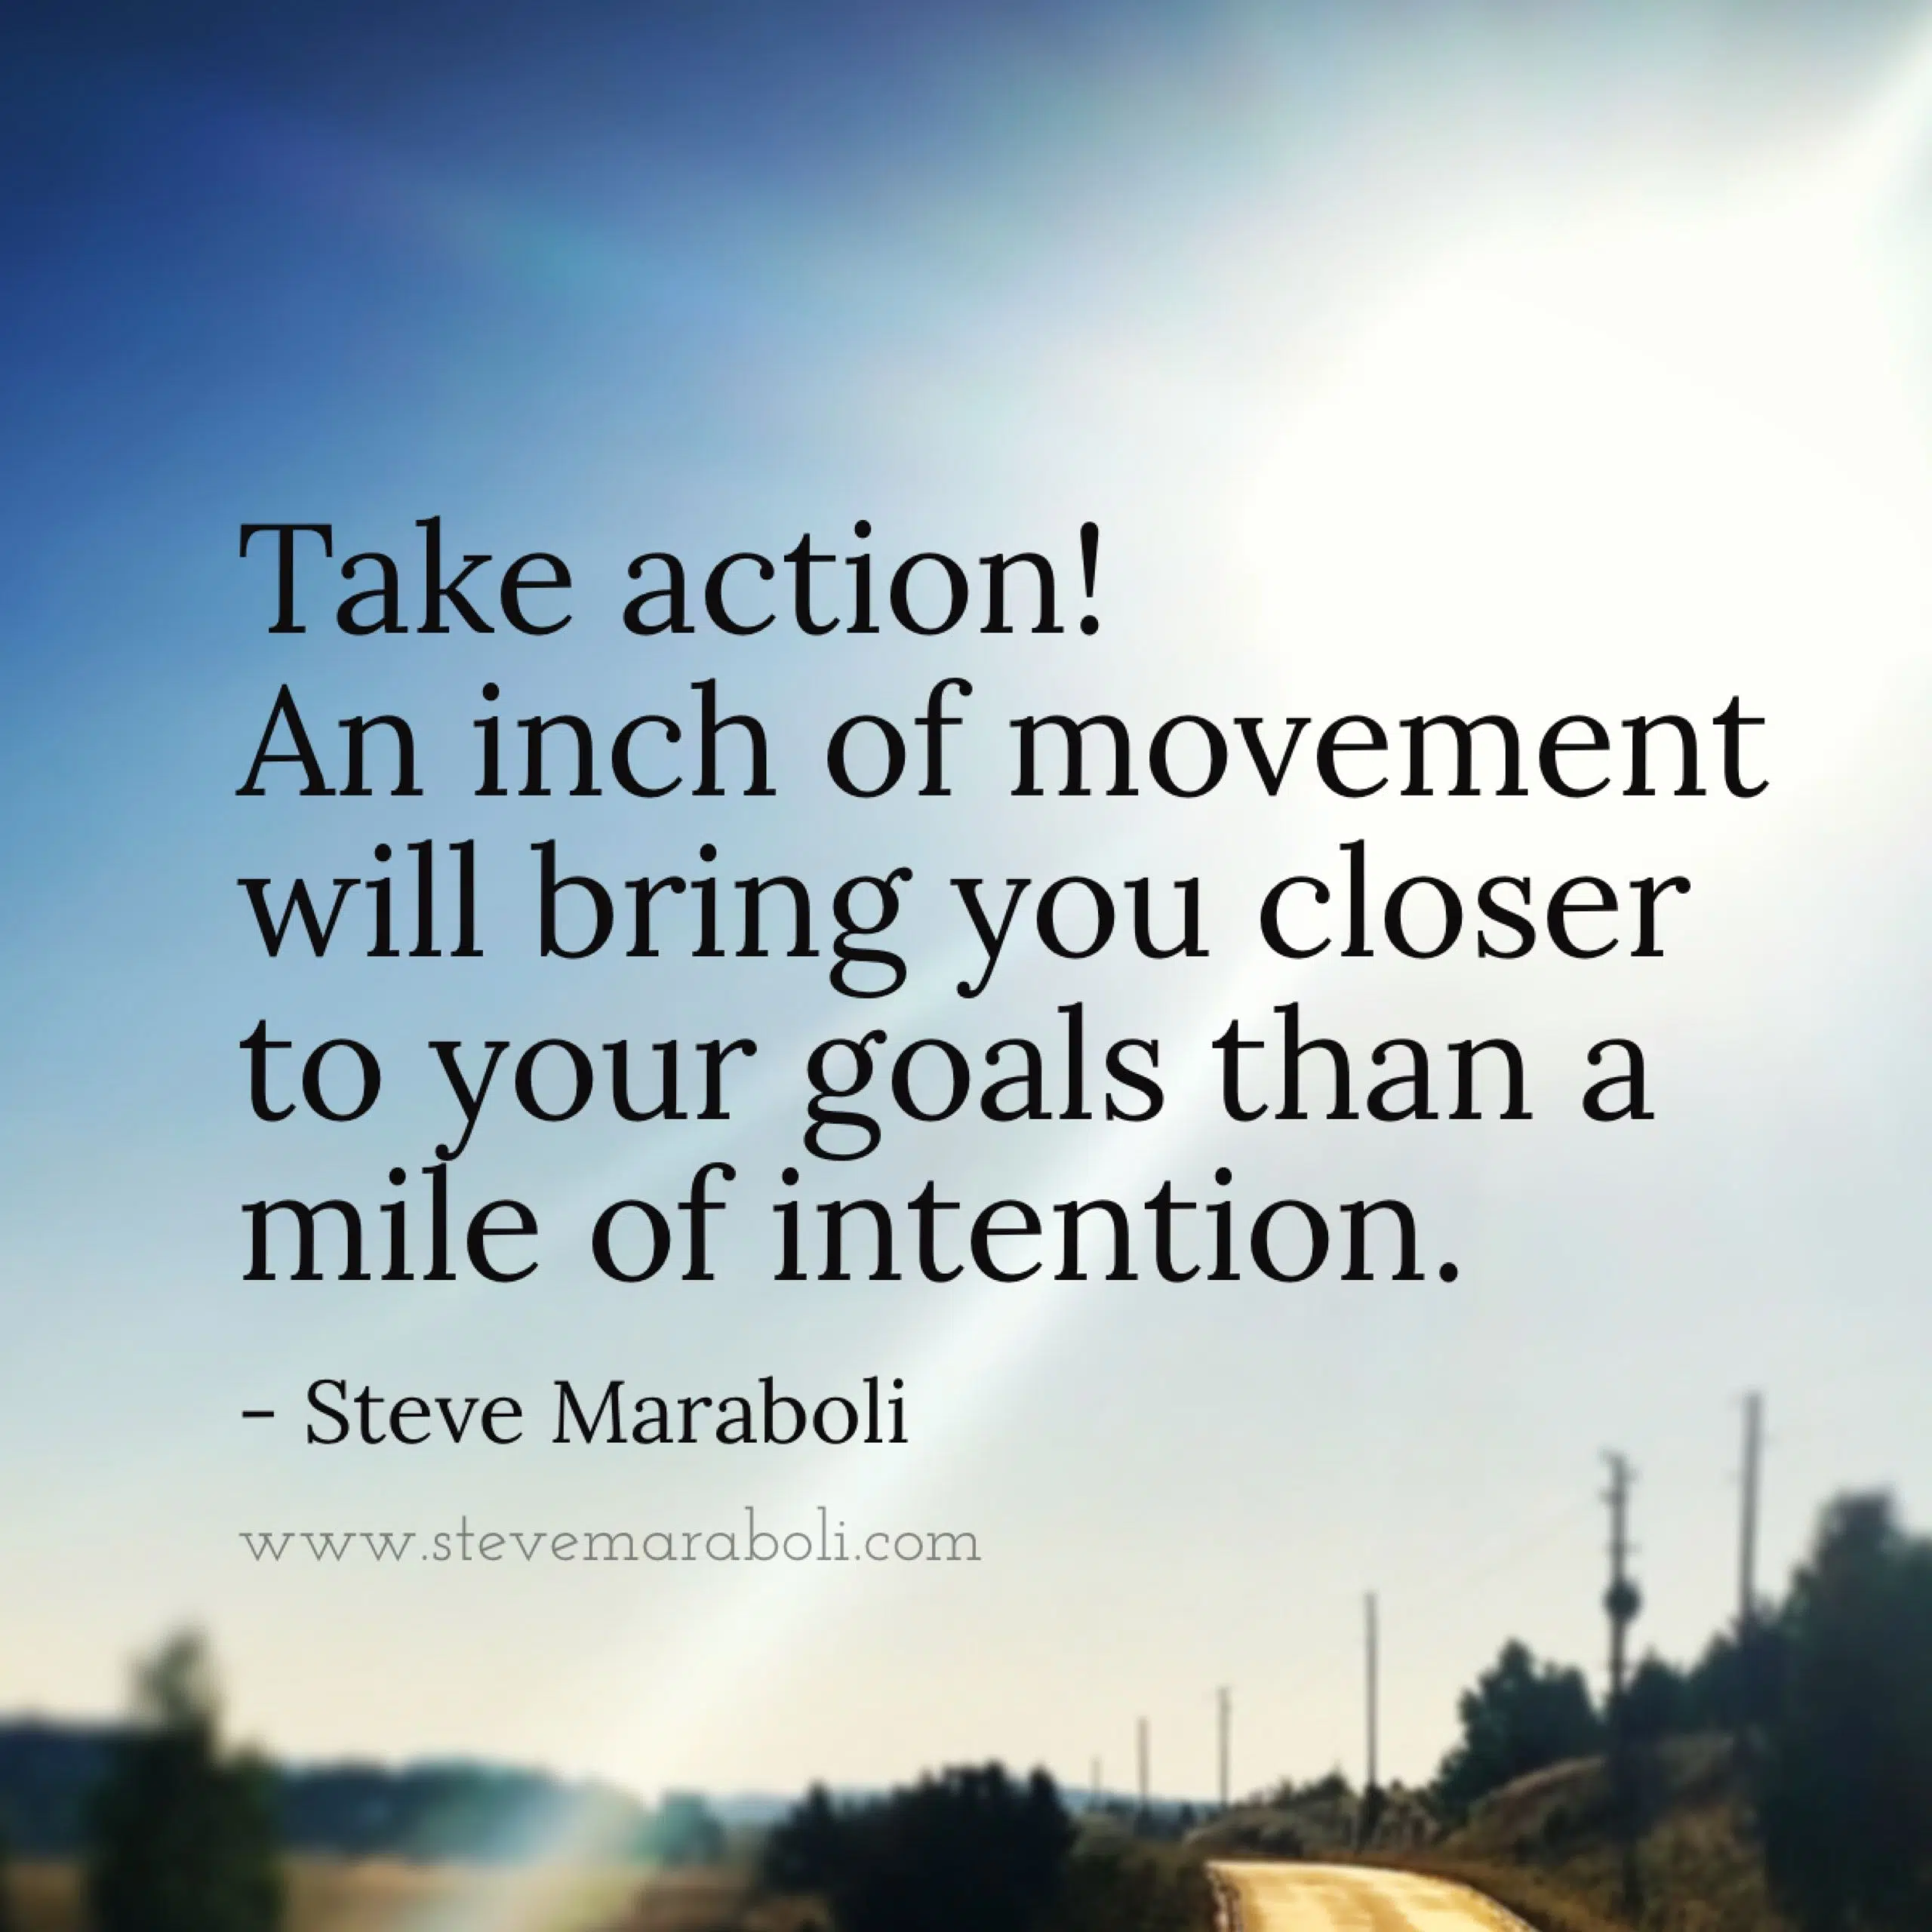 Take action!
An inch of movement
will bring you closer
to your goals than a
mile of intention.
- Steve Maraboli
www.stevemaraboli.com